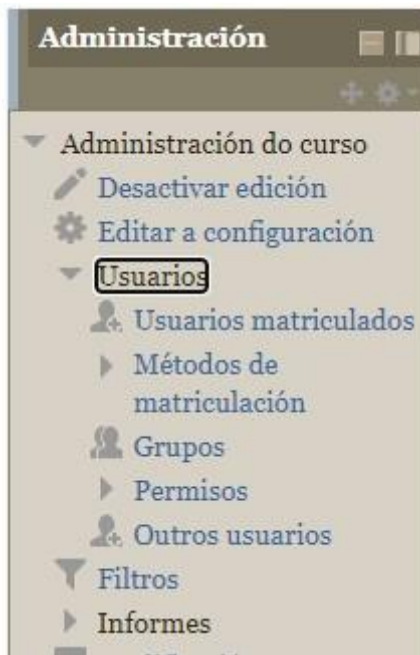 Administración
Administración do curso
Desactivar edición
Editar a configuración
Usuarios
Usuarios matriculados
Métodos de
matriculación
Grupos
Permisos
Outros usuarios
Filtros
Informes